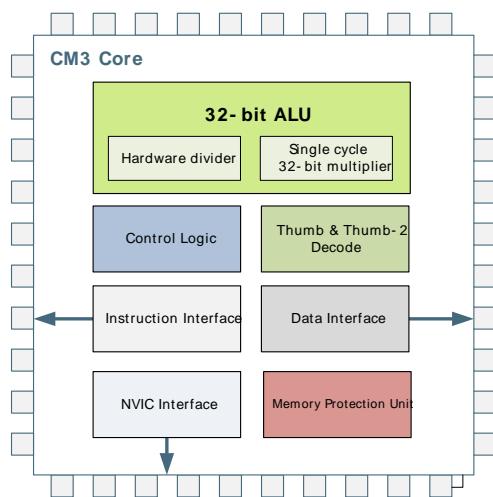 CM3 Core
32-bit ALU
Hardware divider
Single cycle
32-bit multiplier
Control Logic
Thumb & Thumb-2
Decode
Instruction Interface
Data Interface
NVIC Interface
Memory Protection Unit